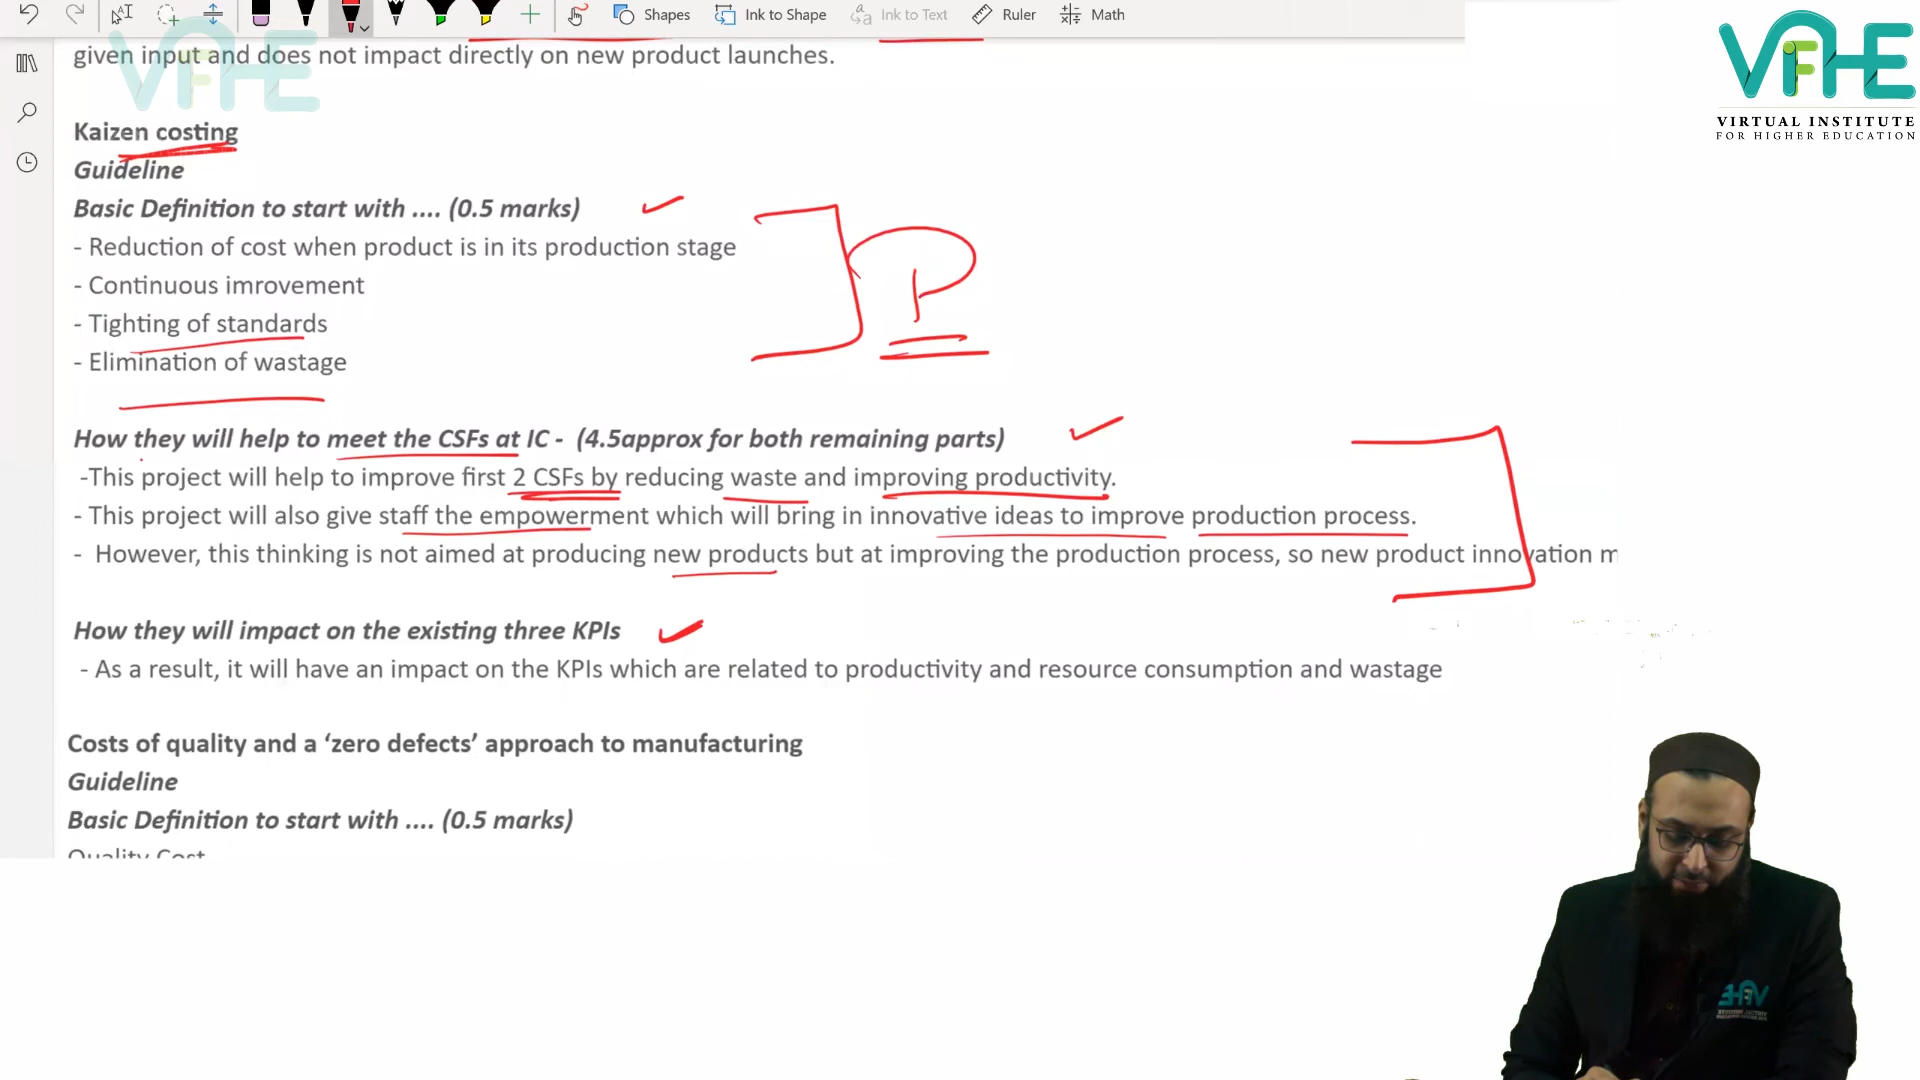 Shapes Ink to Shape Ink to Text Ruler Math
given input and does not impact directly on new product launches.
VIRTUAL INSTITUTE
FOR HIGHER EDUCATION
Kaizen costing
Guideline
Basic Definition to start with .... (0.5 marks)
- Reduction of cost when product is in its production stage
- Continuous imrovement
- Tighting of standards
- Elimination of wastage
P
How they will help to meet the CSFs at IC - (4.5approx for both remaining parts)
-This project will help to improve first 2 CSFs by reducing waste and improving productivity.
- This project will also give staff the empowerment which will bring in innovative ideas to improve production process.
- However, this thinking is not aimed at producing new products but at improving the production process, so new product innovation m
How they will impact on the existing three KPIs
- As a result, it will have an impact on the KPIs which are related to productivity and resource consumption and wastage
Costs of quality and a ‘zero defects’ approach to manufacturing
Guideline
Basic Definition to start with .... (0.5 marks)
Quality Cost